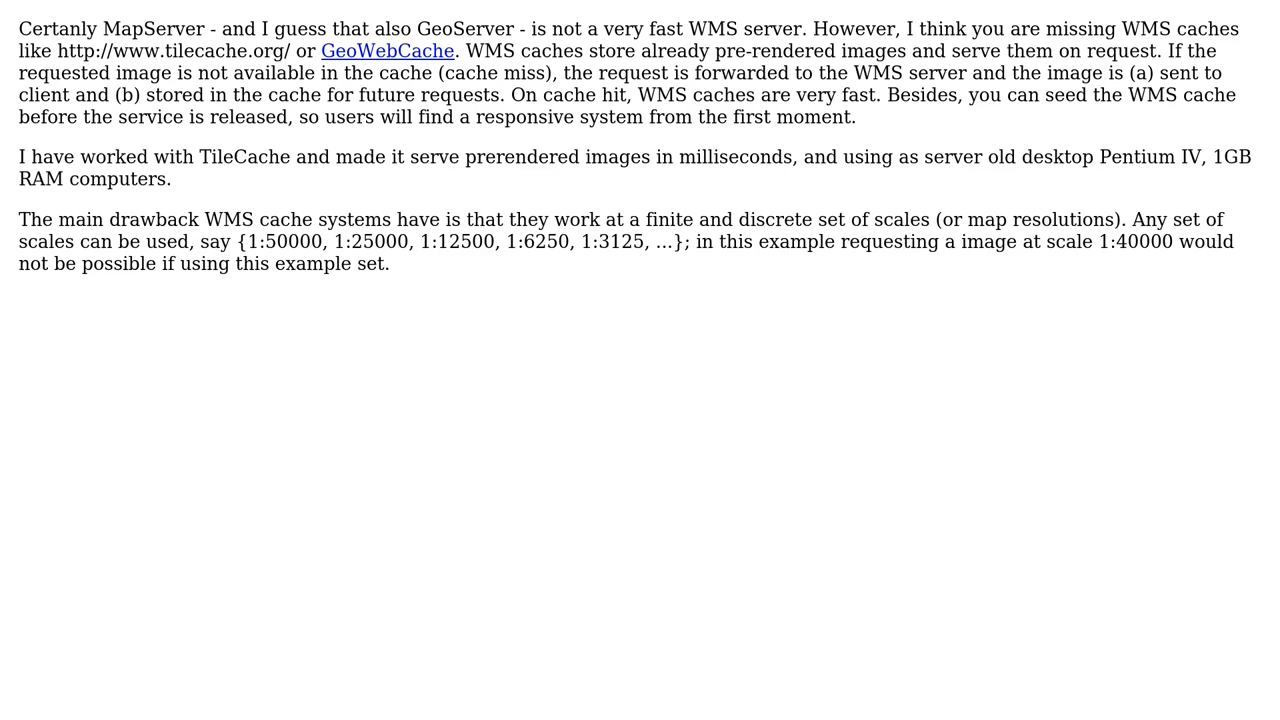 Certanly MapServer - and I guess that also GeoServer - is not a very fast WMS server. However, I think you are missing WMS caches
like http://www.tilecache.org/ or GeoWebCache. WMS caches store already pre-rendered images and serve them on request. If the
requested image is not available in the cache (cache miss), the request is forwarded to the WMS server and the image is (a) sent to
client and (b) stored in the cache for future requests. On cache hit, WMS caches are very fast. Besides, you can seed the WMS cache
before the service is released, so users will find a responsive system from the first moment.
I have worked with TileCache and made it serve prerendered images in milliseconds, and using as server old desktop Pentium IV, 1GB
RAM computers.
The main drawback WMS cache systems have is that they work at a finite and discrete set of scales (or map resolutions). Any set of
scales can be used, say {1:50000, 1:25000, 1:12500, 1:6250, 1:3125, ...}; in this example requesting a image at scale 1:40000 would
not be possible if using this example set.